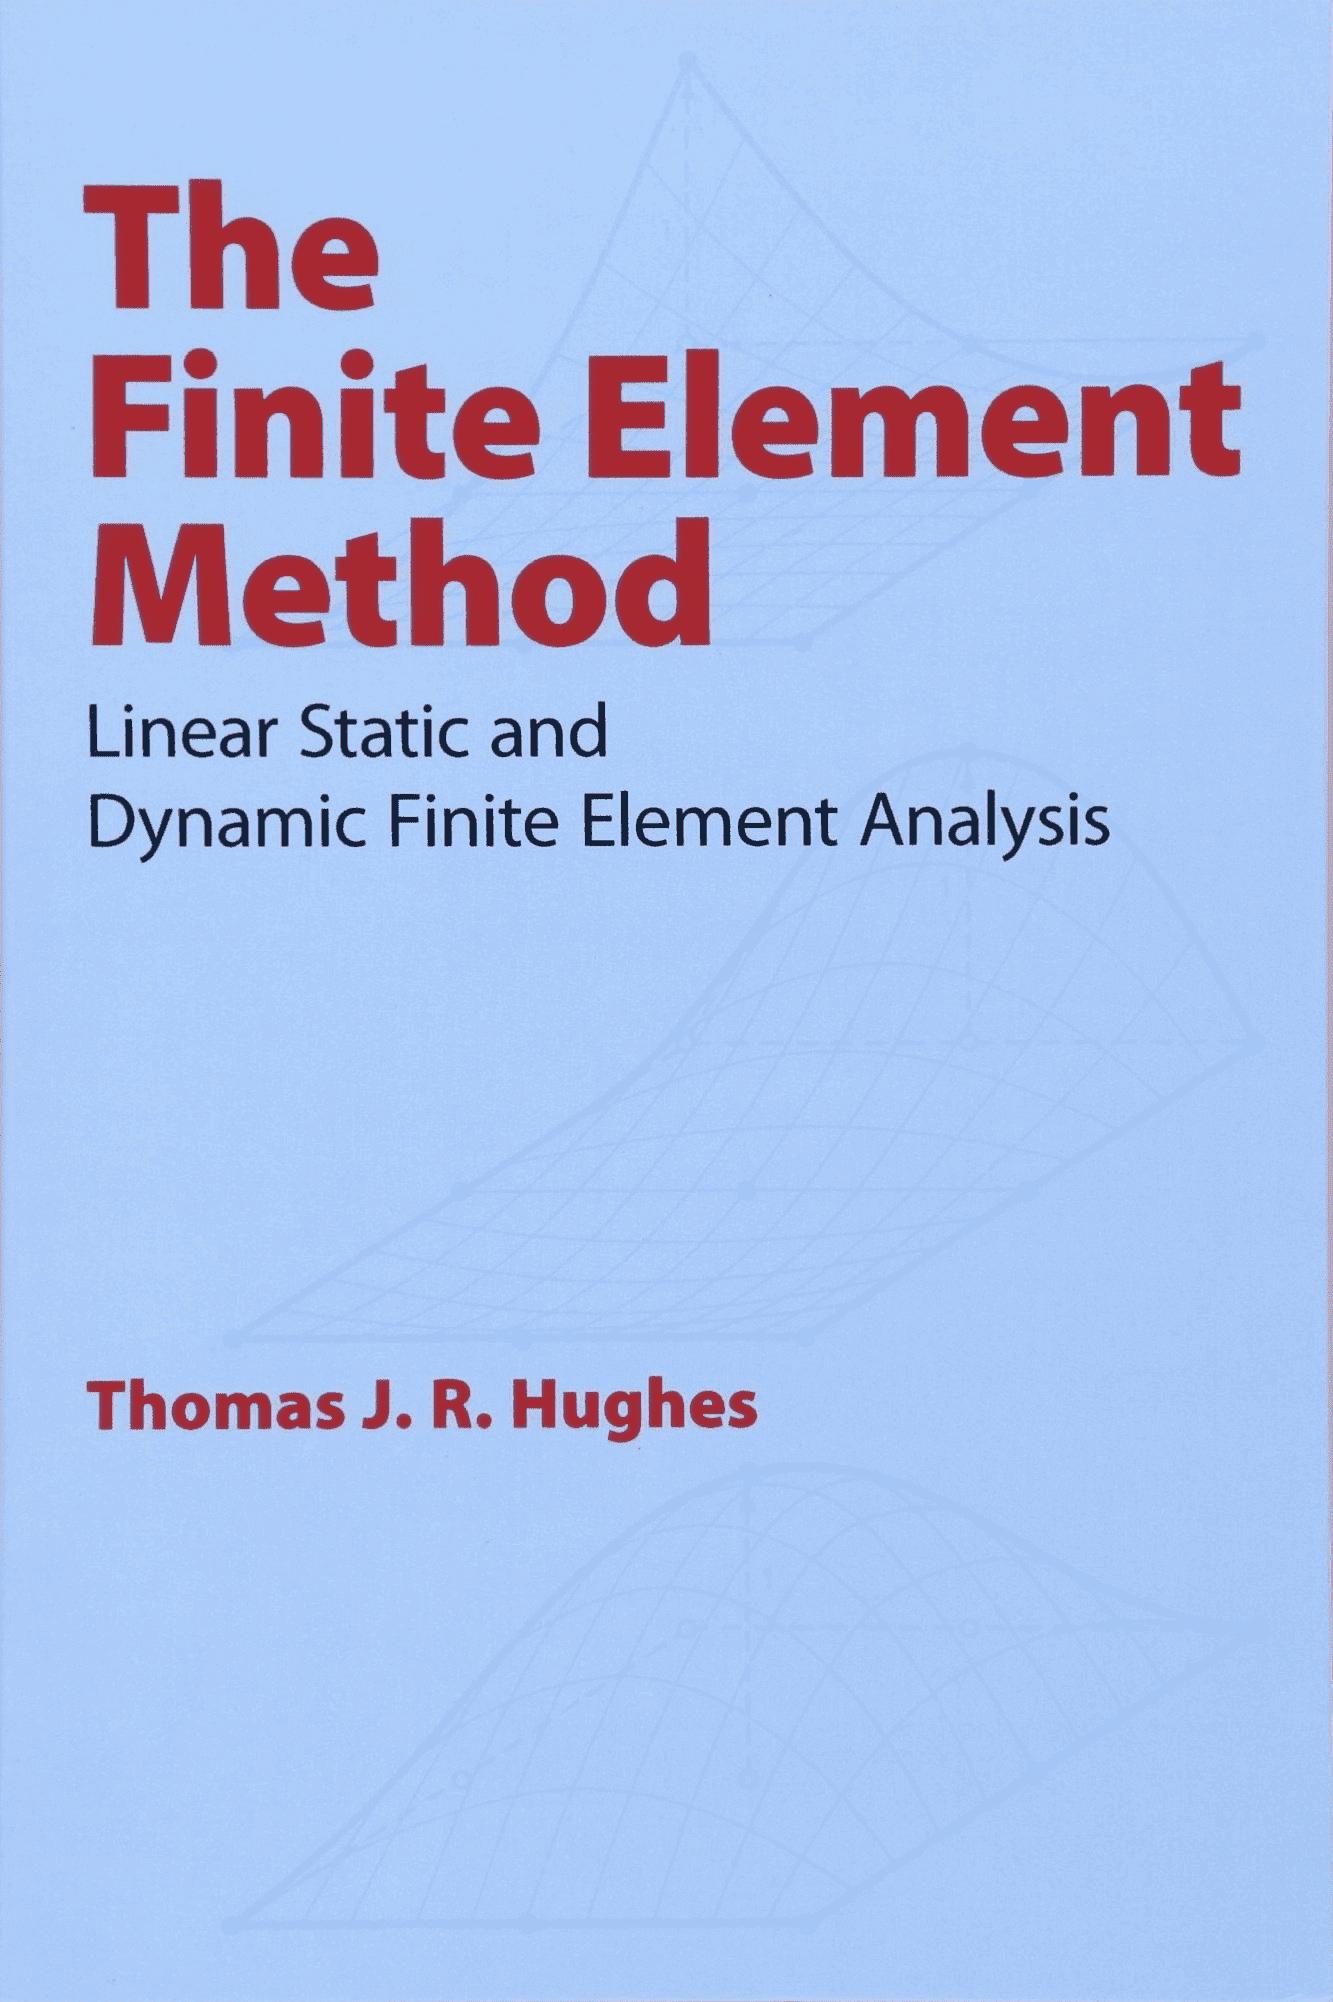 The
Finite Element
Method
Linear Static and
Dynamic Finite Element Analysis
Thomas J. R. Hughes